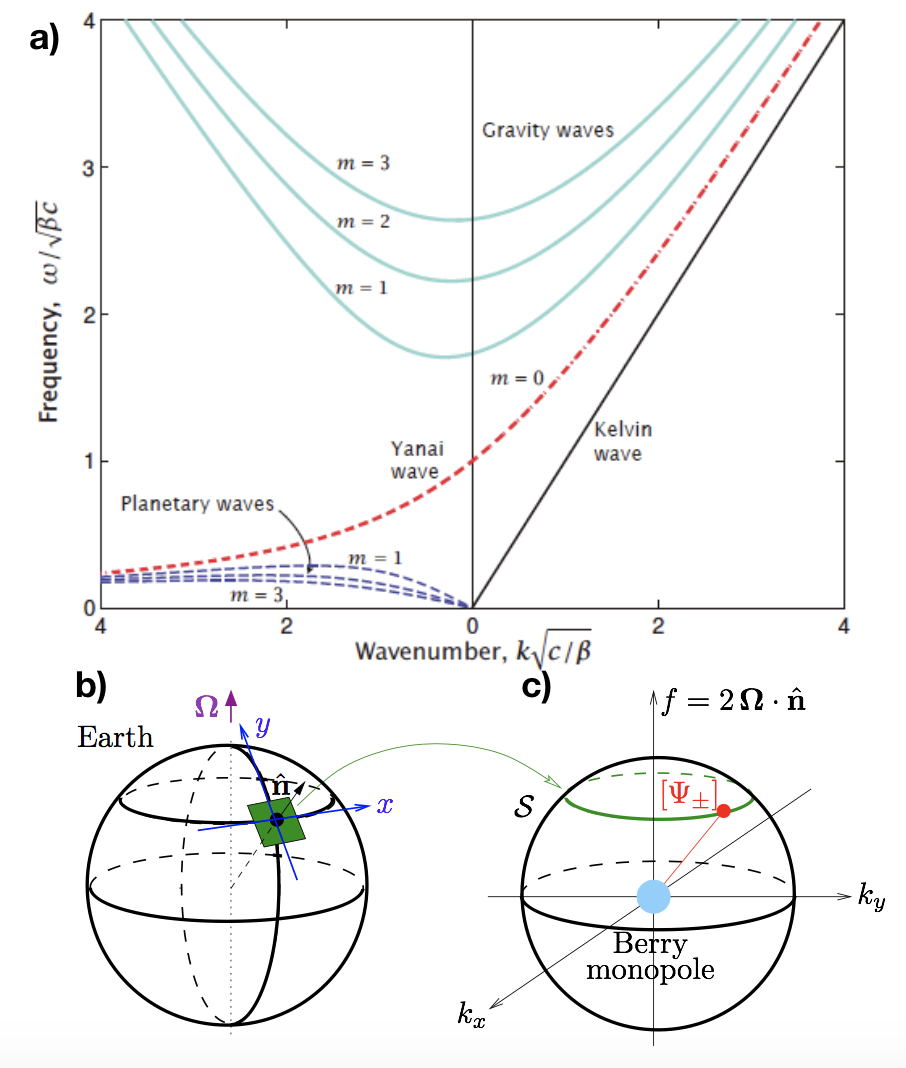 a)
4
3
2
1
0
Frequency, ω/√βc
Gravity waves
m = 3
m = 2
m = 1
m = 0
Yanai
wave
Kelvin
wave
Planetary waves
m = 1
m = 3
4 2 0 2 4
Wavenumber, k√c/β
b)
Ω
y
Earth
n̂
x
c)
f = 2 Ω · n̂
S
[Ψ±]
ky
Berry
monopole
kx